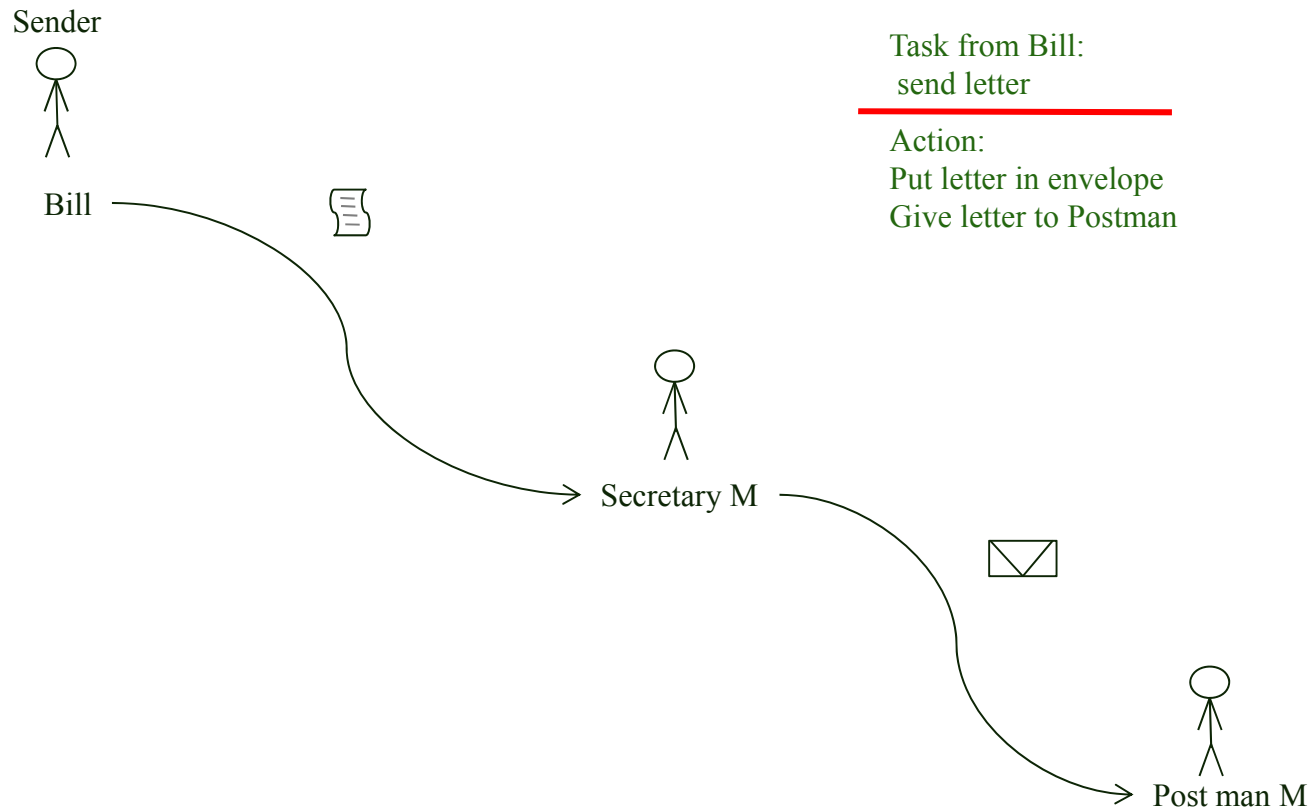 Sender
Bill
Task from Bill:
send letter
Action:
Put letter in envelope
Give letter to Postman
Secretary M
Post man M